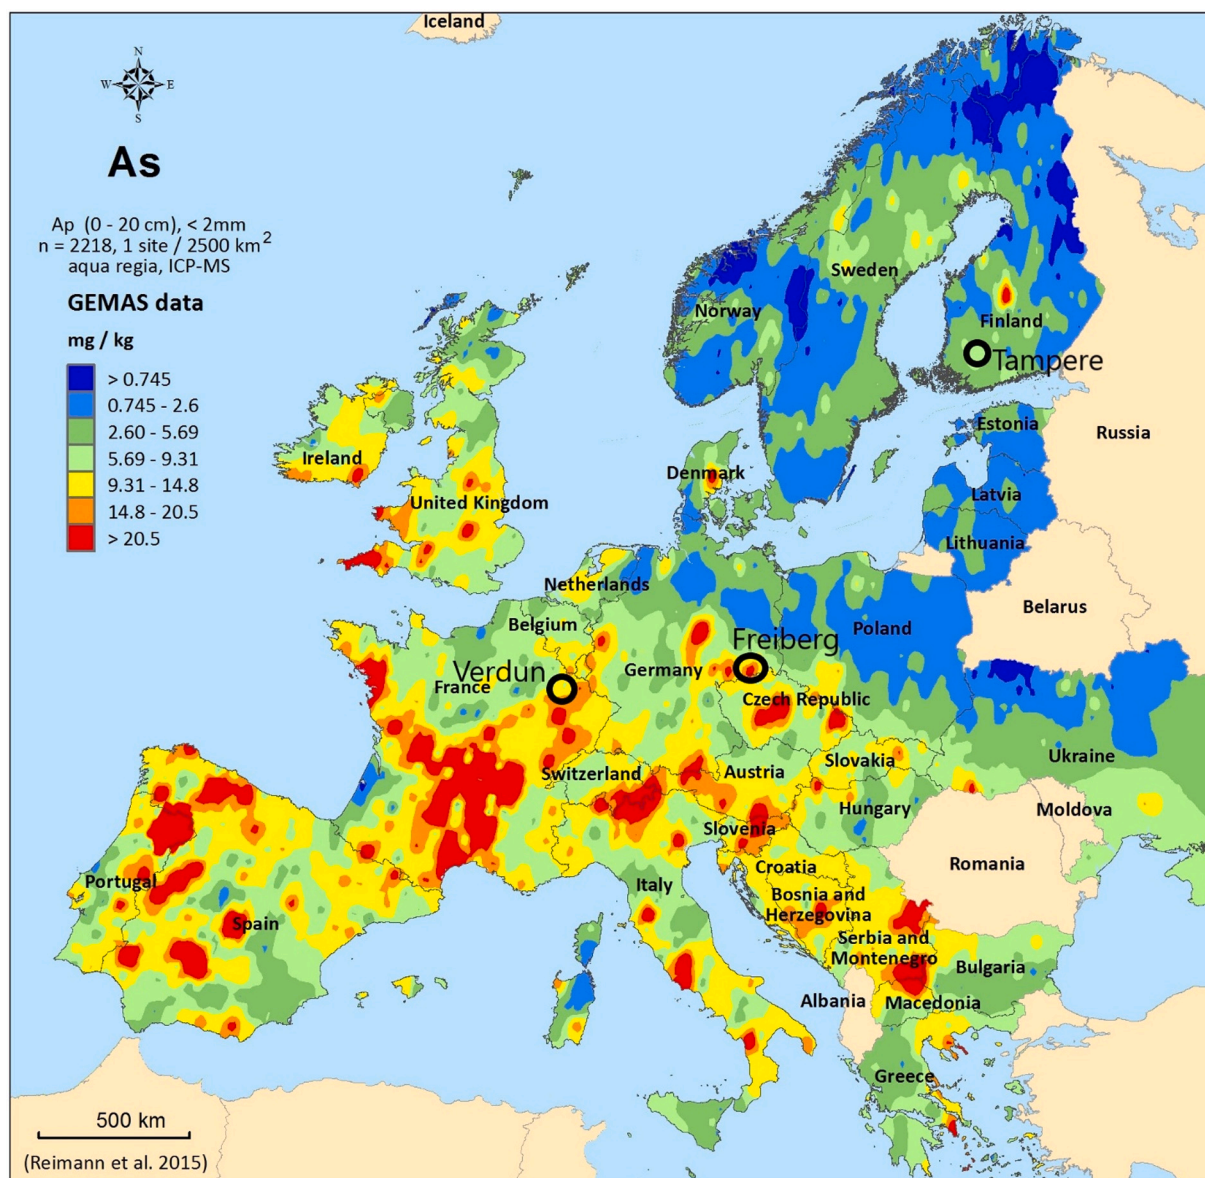 Iceland
N
W E
S
As
Ap (0 - 20 cm), < 2mm
n = 2218, 1 site / 2500 km2
aqua regia, ICP-MS
GEMAS data
mg / kg
> 0.745
0.745 - 2.6
2.60 - 5.69
5.69 - 9.31
9.31 - 14.8
14.8 - 20.5
> 20.5
Sweden
Norway
Finland
Tampere
Estonia
Russia
Ireland
Denmark
Latvia
United Kingdom
Lithuania
Netherlands
Belarus
Belgium
Poland
Freiberg
Verdun
Germany
France
Czech Republic
Ukraine
Switzerland
Austria
Slovakia
Hungary
Moldova
Slovenia
Romania
Croatia
Portugal
Italy
Bosnia and
Herzegovina
Spain
Serbia and
Montenegro
Bulgaria
Albania
Macedonia
Greece
500 km
(Reimann et al. 2015)